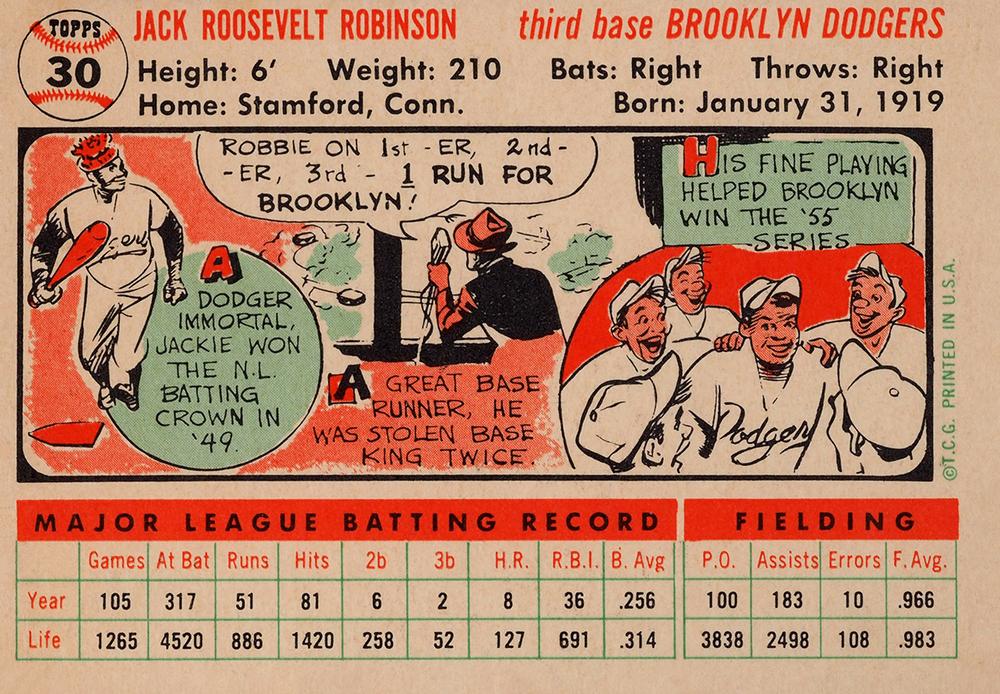 TOPPS
30
JACK ROOSEVELT ROBINSON third base BROOKLYN DODGERS
Height: 6' Weight: 210 Bats: Right Throws: Right
Home: Stamford, Conn. Born: January 31, 1919
ROBBIE ON 1st - ER, 2nd -
- ER, 3rd - 1 RUN FOR
BROOKLYN!
A
DODGER
IMMORTAL,
JACKIE WON
THE N.L.
BATTING
CROWN IN
'49.
A GREAT BASE
RUNNER, HE
WAS STOLEN BASE
KING TWICE.
HIS FINE PLAYING
HELPED BROOKLYN
WIN THE '55
SERIES
Dodgers
©T.C.G. PRINTED IN U.S.A.
MAJOR LEAGUE BATTING RECORD FIELDING
Games At Bat Runs Hits 2b 3b H.R. R.B.I. B. Avg P.O. Assists Errors F. Avg.
Year 105 317 51 81 6 2 8 36 .256 100 183 10 .966
Life 1265 4520 886 1420 258 52 127 691 .314 3838 2498 108 .983